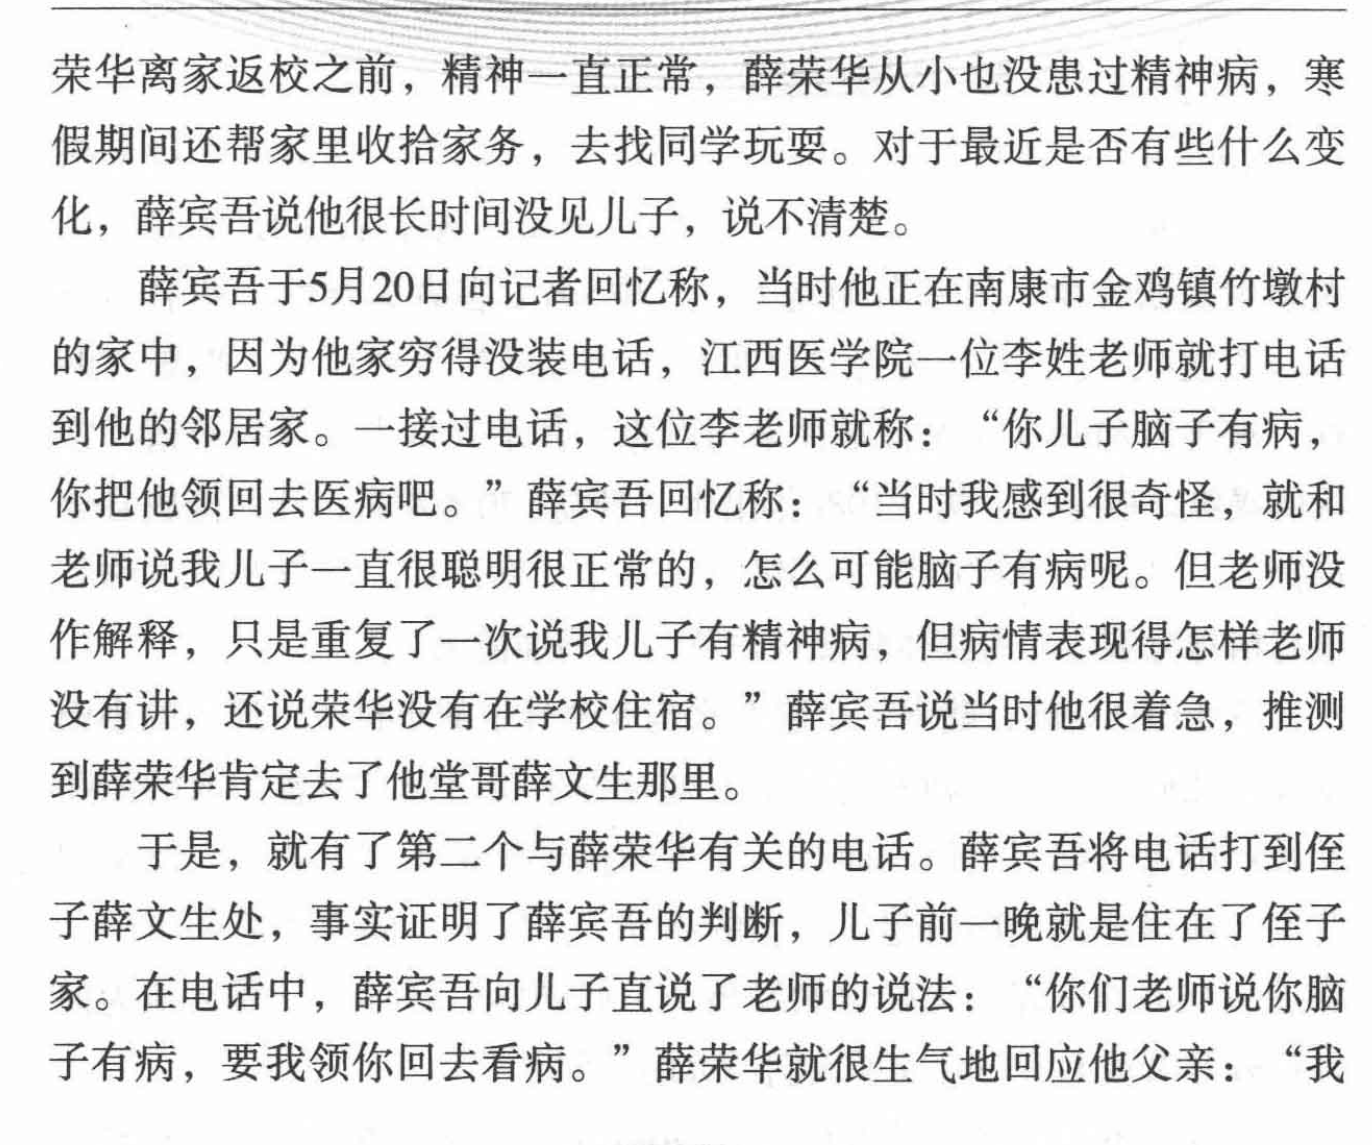 荣华离家返校之前，精神一直正常，薛荣华从小也没患过精神病，寒
假期间还帮家里收拾家务，去找同学玩耍。对于最近是否有些什么变
化，薛宾吾说他很长时间没见儿子，说不清楚。
薛宾吾于5月20日向记者回忆称，当时他正在南康市金鸡镇竹墩村
的家中，因为他家穷得没装电话，江西医学院一位李姓老师就打电话
到他的邻居家。一接过电话，这位李老师就称：“你儿子脑子有病，
你把他领回去医病吧。”薛宾吾回忆称：“当时我感到很奇怪，就和
老师说我儿子一直很聪明很正常的，怎么可能脑子有病呢。但老师没
作解释，只是重复了一次说我儿子有精神病，但病情表现得怎样老师
没有讲，还说荣华没有在学校住宿。”薛宾吾说当时他很着急，推测
到薛荣华肯定去了他堂哥薛文生那里。
于是，就有了第二个与薛荣华有关的电话。薛宾吾将电话打到侄
子薛文生处，事实证明了薛宾吾的判断，儿子前一晚就是住在了侄子
家。在电话中，薛宾吾向儿子直说了老师的说法：“你们老师说你脑
子有病，要我领你回去看病。”薛荣华就很生气地回应他父亲：“我